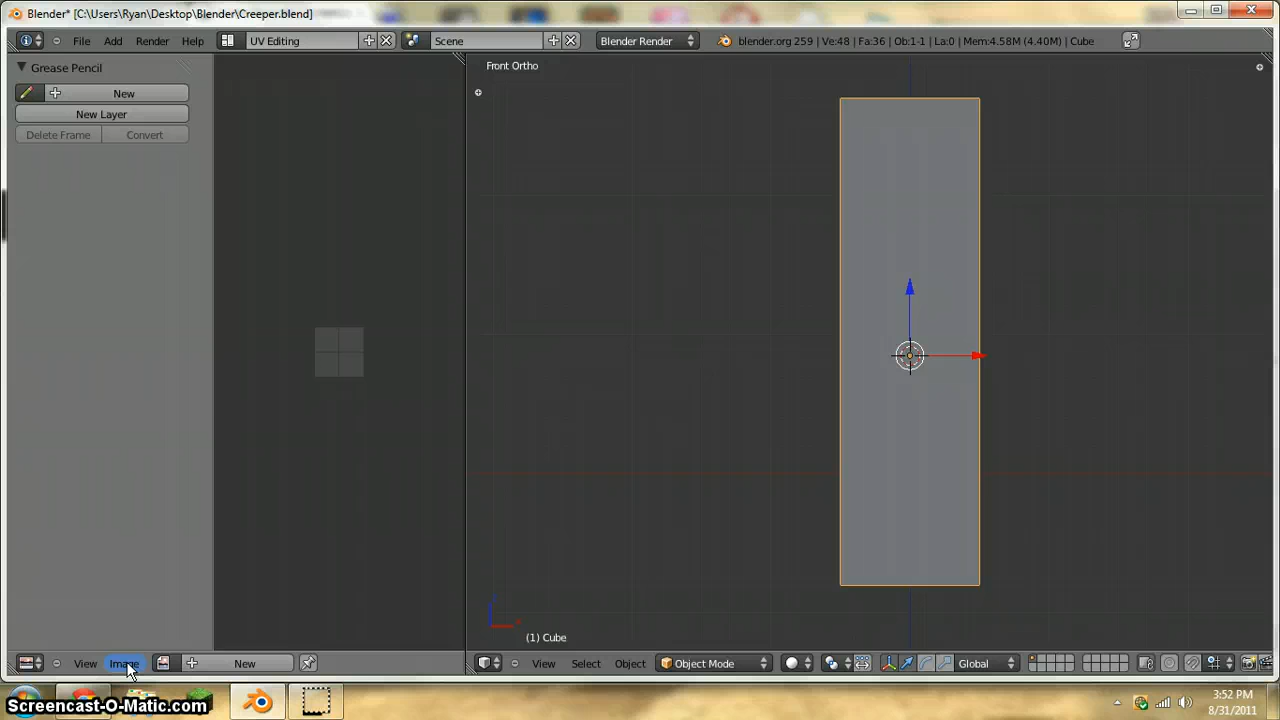 Blender* [C:\Users\Ryan\Desktop\Blender\Creeper.blend]
File Add Render Help UV Editing Scene Blender Render blender.org 259 | Ve:48 | Fa:36 | Ob:1-1 | La:0 | Mem:4.58M (4.40M) | Cube
Grease Pencil
New
New Layer
Delete Frame Convert
Front Ortho
(1) Cube
View Image New
View Select Object Object Mode Global
Screencast-O-Matic.com
3:52 PM
8/31/2011